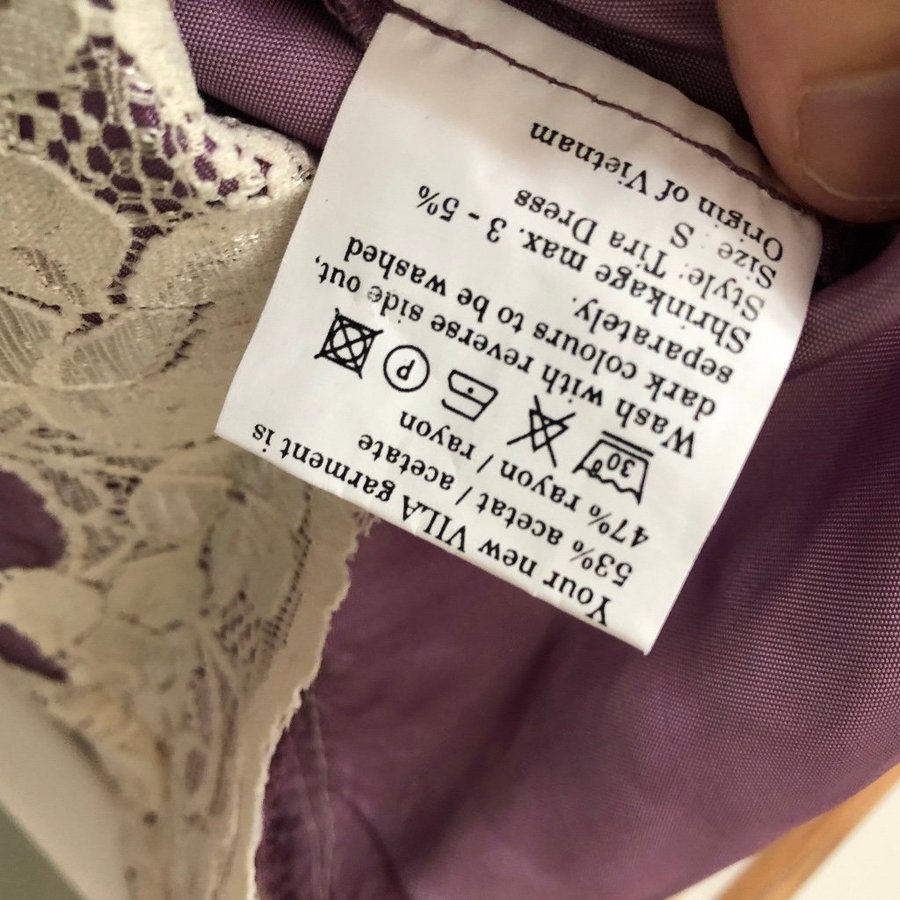 Your new VILA garment is
53% acetat / acetate
47% rayon / rayon
30°
P
Wash with reverse side out,
dark colours to be washed
separately.
Shrinkage max. 3 - 5%
Style: Tira Dress
Size : S
Origin of Vietnam